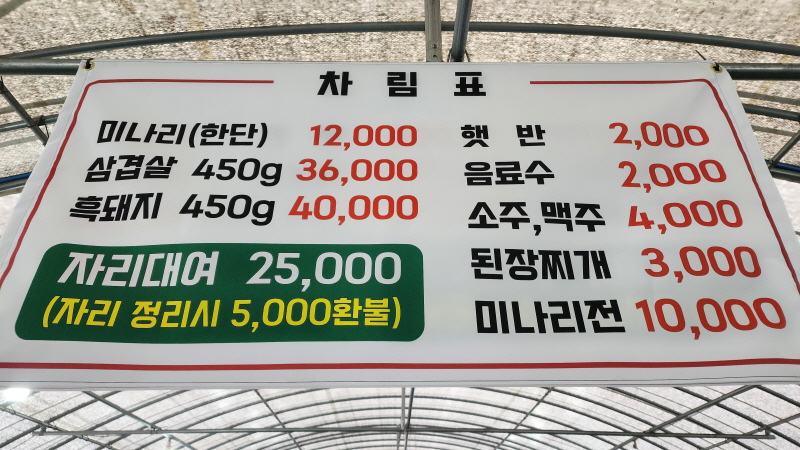 차림표
미나리(한단) 12,000
삼겹살 450g 36,000
흑돼지 450g 40,000
자리대여 25,000
(자리 정리시 5,000환불)
햇반 2,000
음료수 2,000
소주,맥주 4,000
된장찌개 3,000
미나리전 10,000